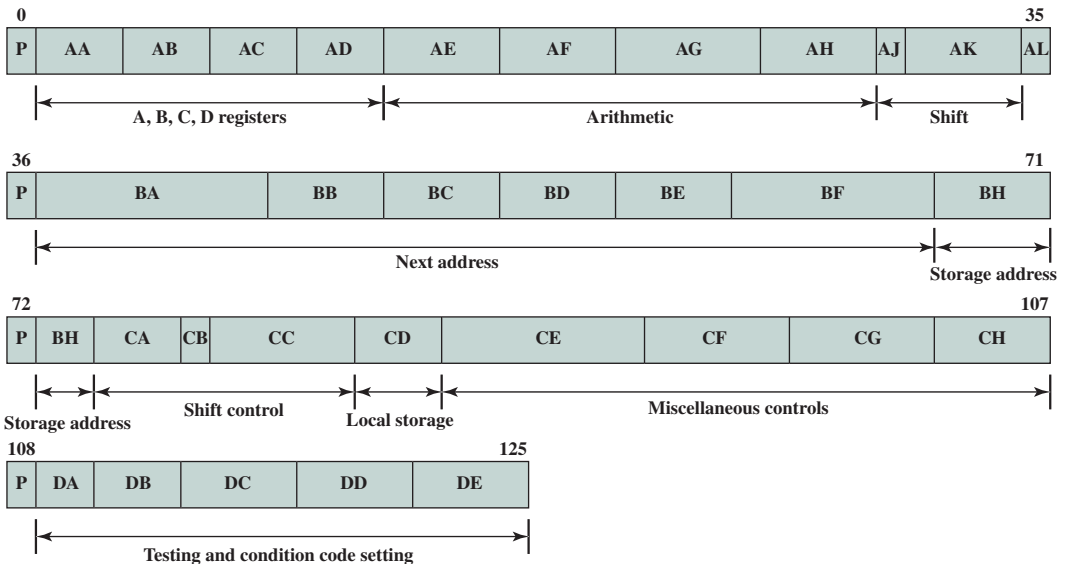 0 35
P AA AB AC AD AE AF AG AH AJ AK AL
A, B, C, D registers Arithmetic Shift
36 71
P BA BB BC BD BE BF BH
Next address Storage address
72 107
P BH CA CB CC CD CE CF CG CH
Storage address Shift control Local storage Miscellaneous controls
108 125
P DA DB DC DD DE
Testing and condition code setting